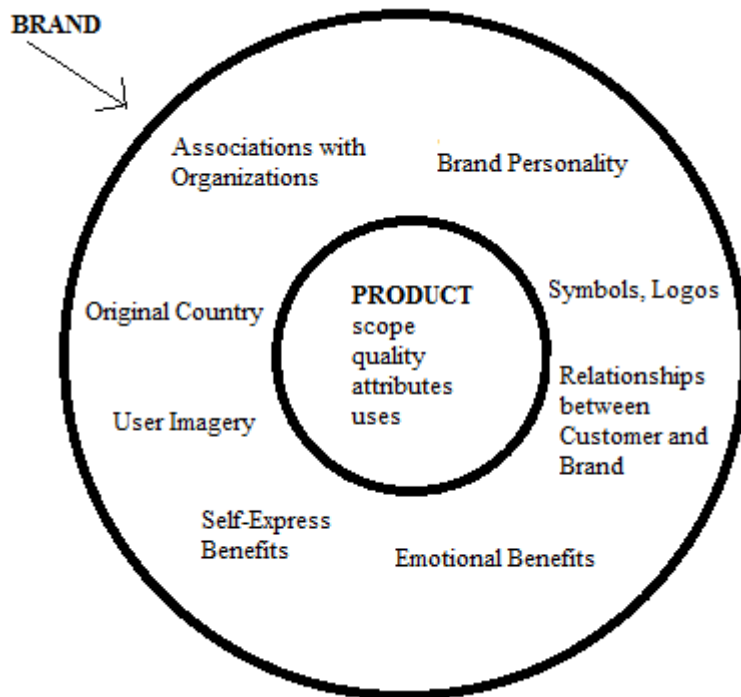 BRAND
Associations with
Organizations
Brand Personality
Original Country
PRODUCT
scope
quality
attributes
uses
Symbols, Logos
User Imagery
Relationships
between
Customer and
Brand
Self-Express
Benefits
Emotional Benefits